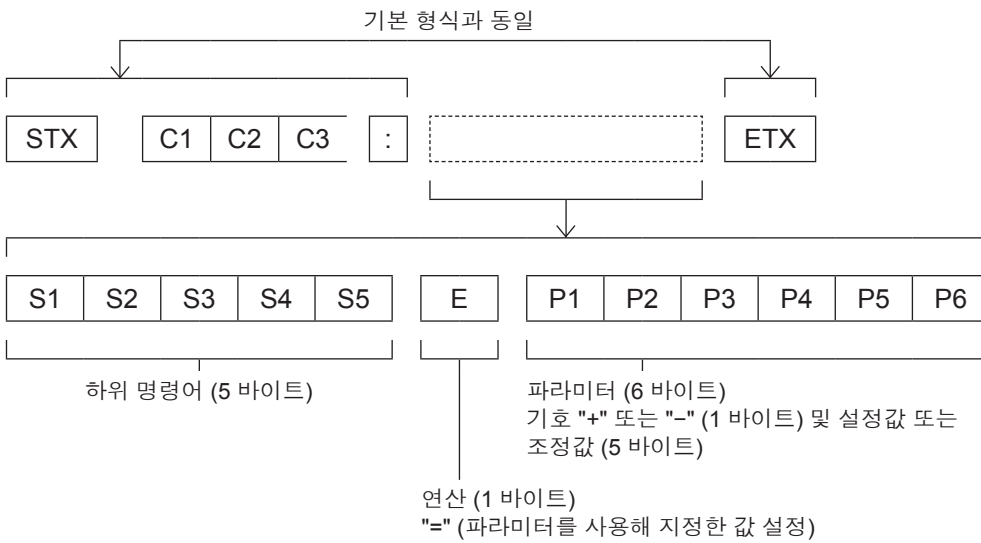 기본 형식과 동일
STX C1 C2 C3 : ETX
S1 S2 S3 S4 S5 E P1 P2 P3 P4 P5 P6
하위 명령어 (5 바이트)
파라미터 (6 바이트)
기호 "+" 또는 "−" (1 바이트) 및 설정값 또는
조정값 (5 바이트)
연산 (1 바이트)
"=" (파라미터를 사용해 지정한 값 설정)